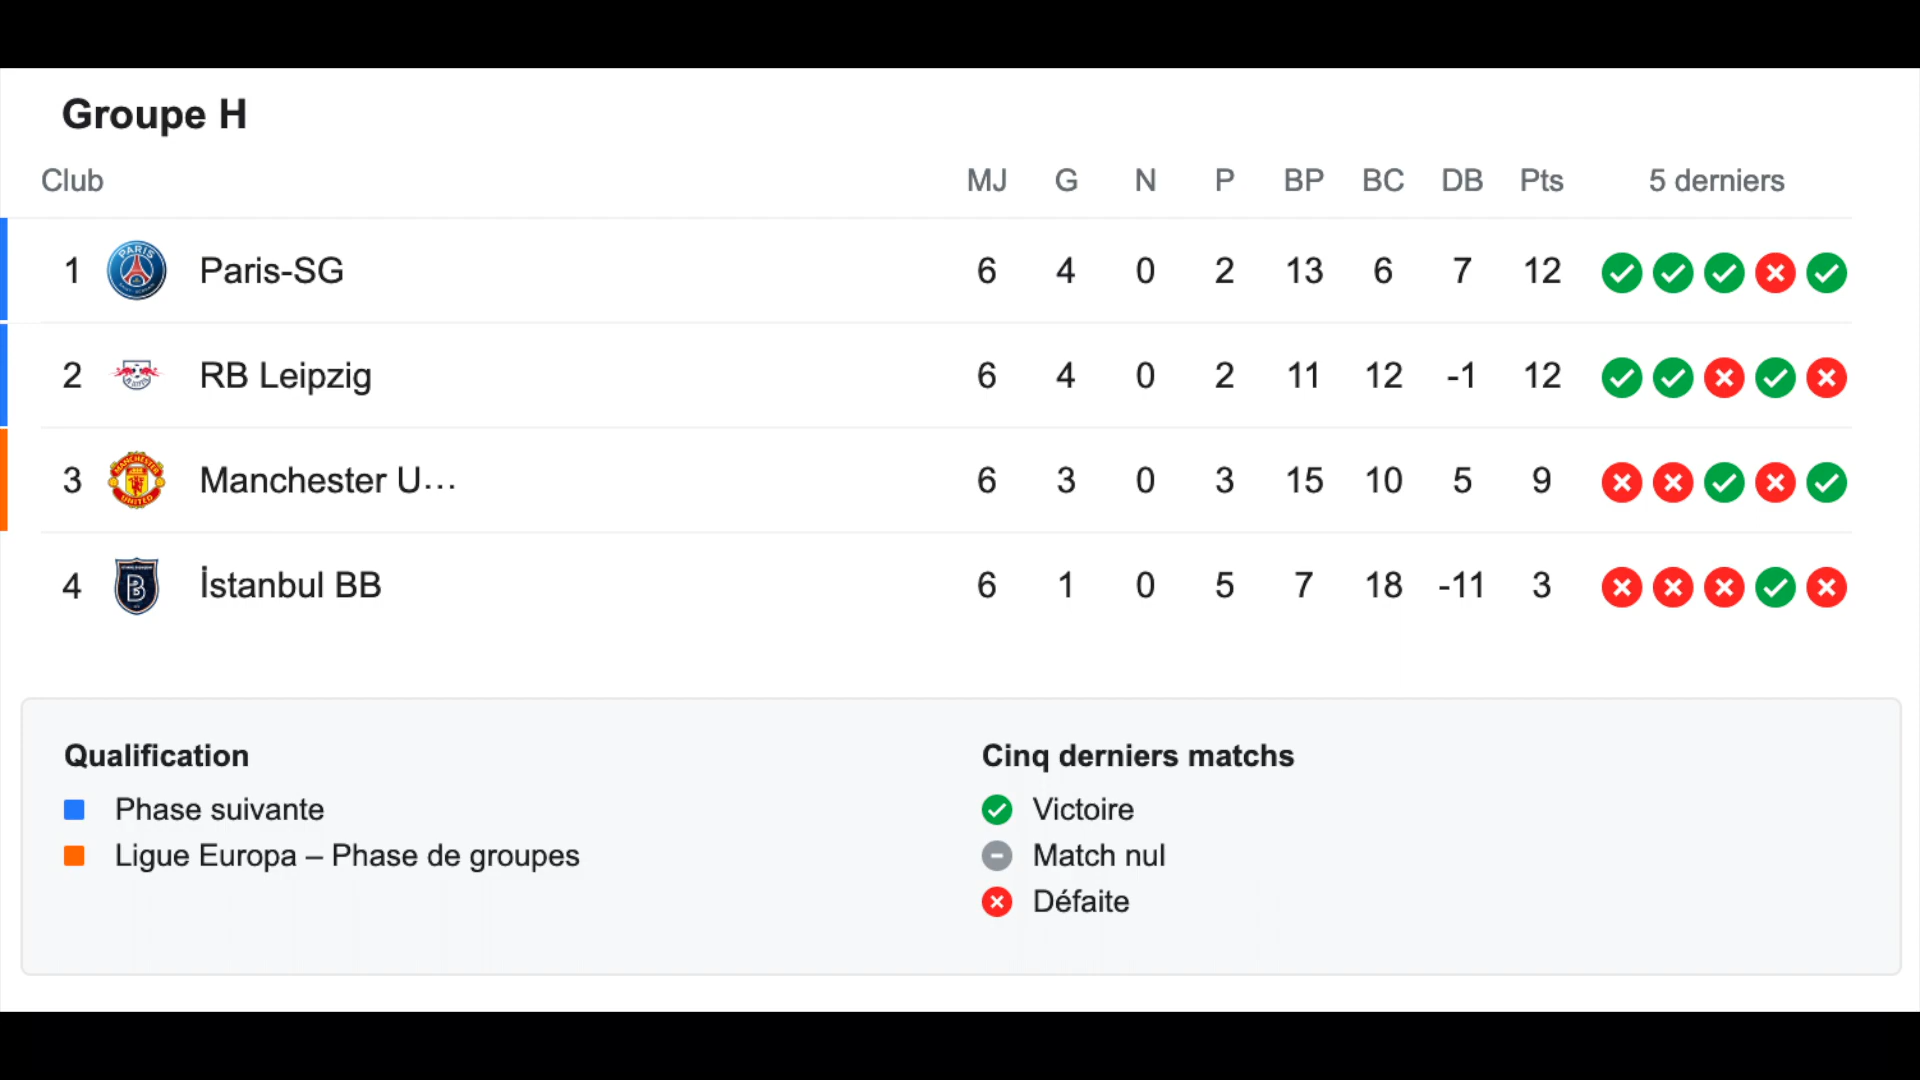 Groupe H
Club MJ G N P BP BC DB Pts 5 derniers
1 Paris-SG 6 4 0 2 13 6 7 12
2 RB Leipzig 6 4 0 2 11 12 -1 12
3 Manchester U... 6 3 0 3 15 10 5 9
4 İstanbul BB 6 1 0 5 7 18 -11 3
Qualification
Phase suivante
Ligue Europa – Phase de groupes
Cinq derniers matchs
Victoire
Match nul
Défaite
PARIS
MANCHESTER
UNITED
B